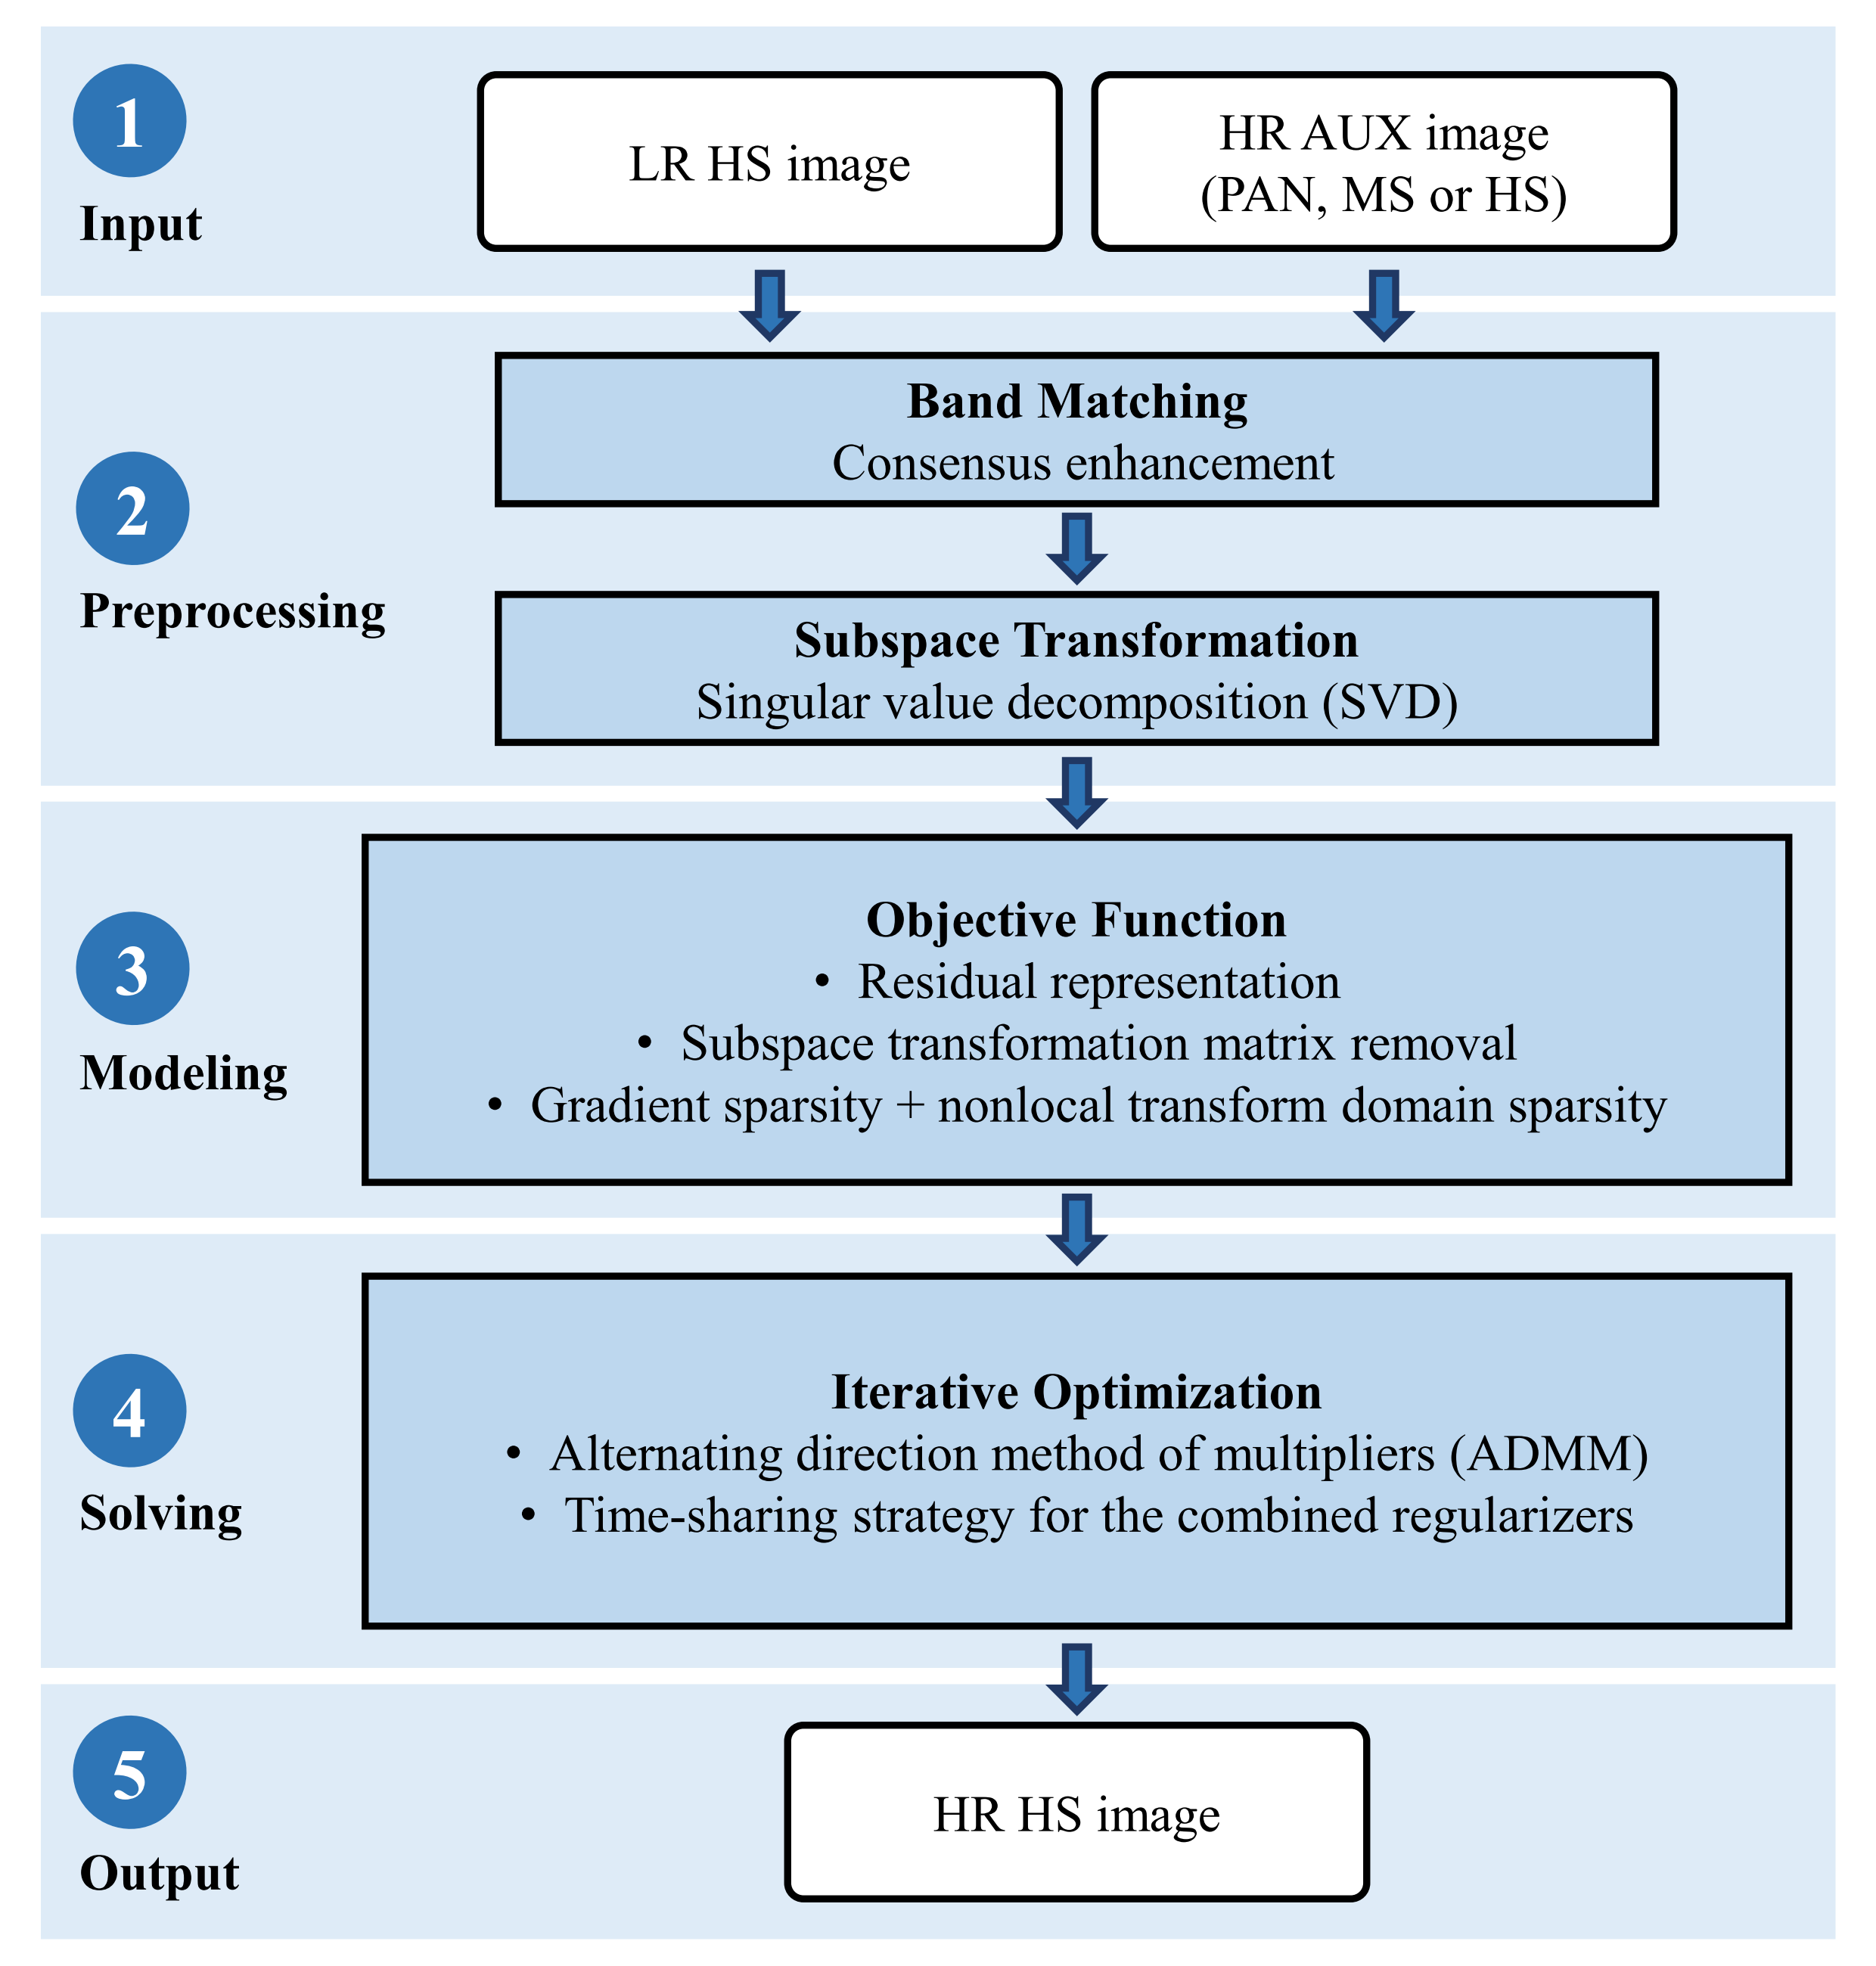 1
Input
LR HS image
HR AUX image
(PAN, MS or HS)
2
Preprocessing
Band Matching
Consensus enhancement
Subspace Transformation
Singular value decomposition (SVD)
3
Modeling
Objective Function
• Residual representation
• Subspace transformation matrix removal
• Gradient sparsity + nonlocal transform domain sparsity
4
Solving
Iterative Optimization
• Alternating direction method of multipliers (ADMM)
• Time-sharing strategy for the combined regularizers
5
Output
HR HS image